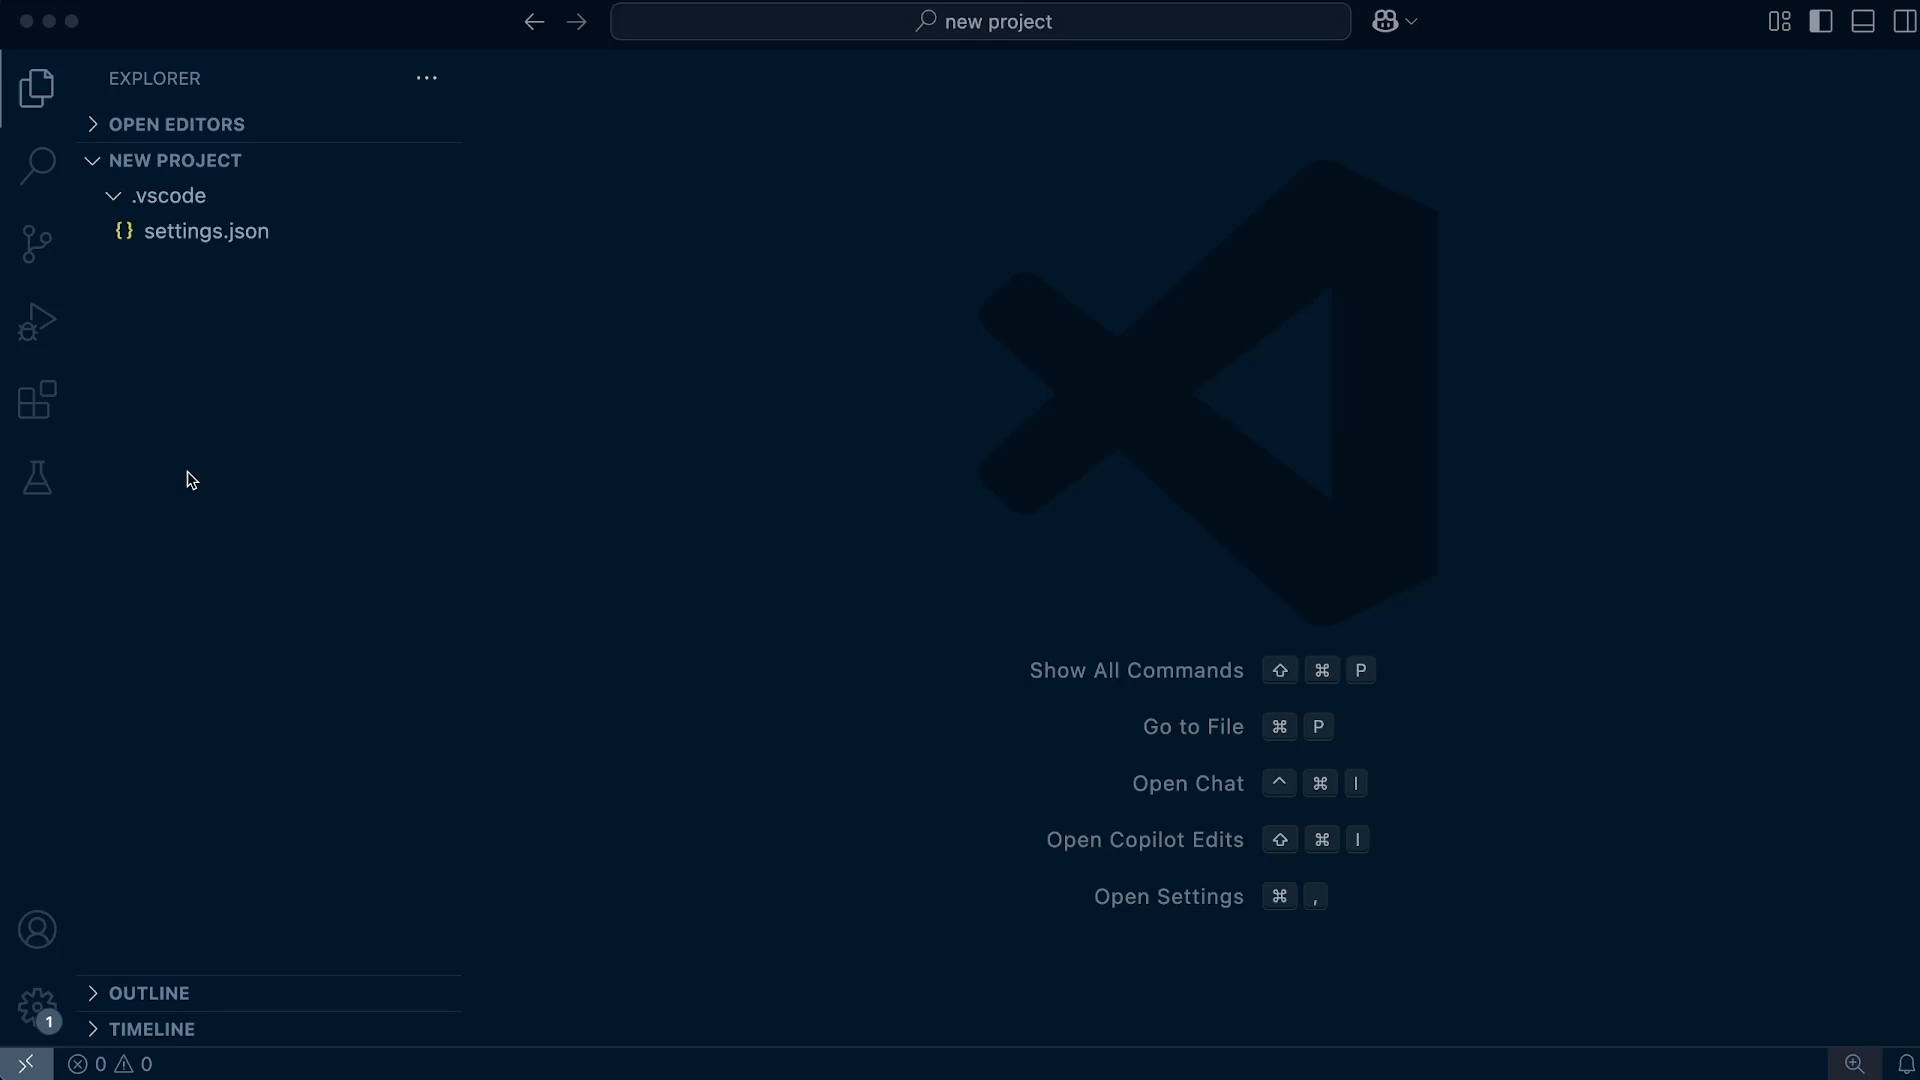 new project
EXPLORER
OPEN EDITORS
NEW PROJECT
.vscode
{} settings.json
Show All Commands ⇧ ⌘ P
Go to File ⌘ P
Open Chat ^ ⌘ I
Open Copilot Edits ⇧ ⌘ I
Open Settings ⌘ ,
OUTLINE
1
TIMELINE
0 0